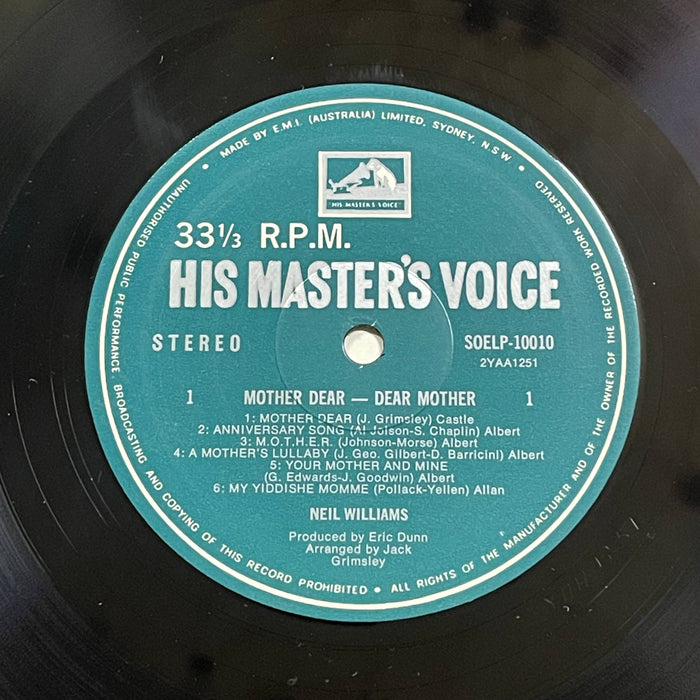 MADE BY E.M.I. (AUSTRALIA) LIMITED, SYDNEY, N.S.W •
"HIS MASTER'S VOICE"
33⅓ R.P.M.
HIS MASTER'S VOICE
STEREO SOELP-10010
2YAA1251
1 MOTHER DEAR — DEAR MOTHER 1
1: MOTHER DEAR (J. Grimsley) Castle
2: ANNIVERSARY SONG (Al Jolson-S. Chaplin) Albert
3: M.O.T.H.E.R. (Johnson-Morse) Albert
4: A MOTHER'S LULLABY (J. Geo. Gilbert-D. Barricini) Albert
5: YOUR MOTHER AND MINE
(G. Edwards-J. Goodwin) Albert
6: MY YIDDISHE MOMME (Pollack-Yellen) Allan
NEIL WILLIAMS
Produced by Eric Dunn
Arranged by Jack
Grimsley
UNAUTHORISED PUBLIC PERFORMANCE, BROADCASTING AND COPYING OF THIS RECORD PROHIBITED • ALL RIGHTS OF THE MANUFACTURER AND OF THE OWNER OF THE RECORDED WORK RESERVED •